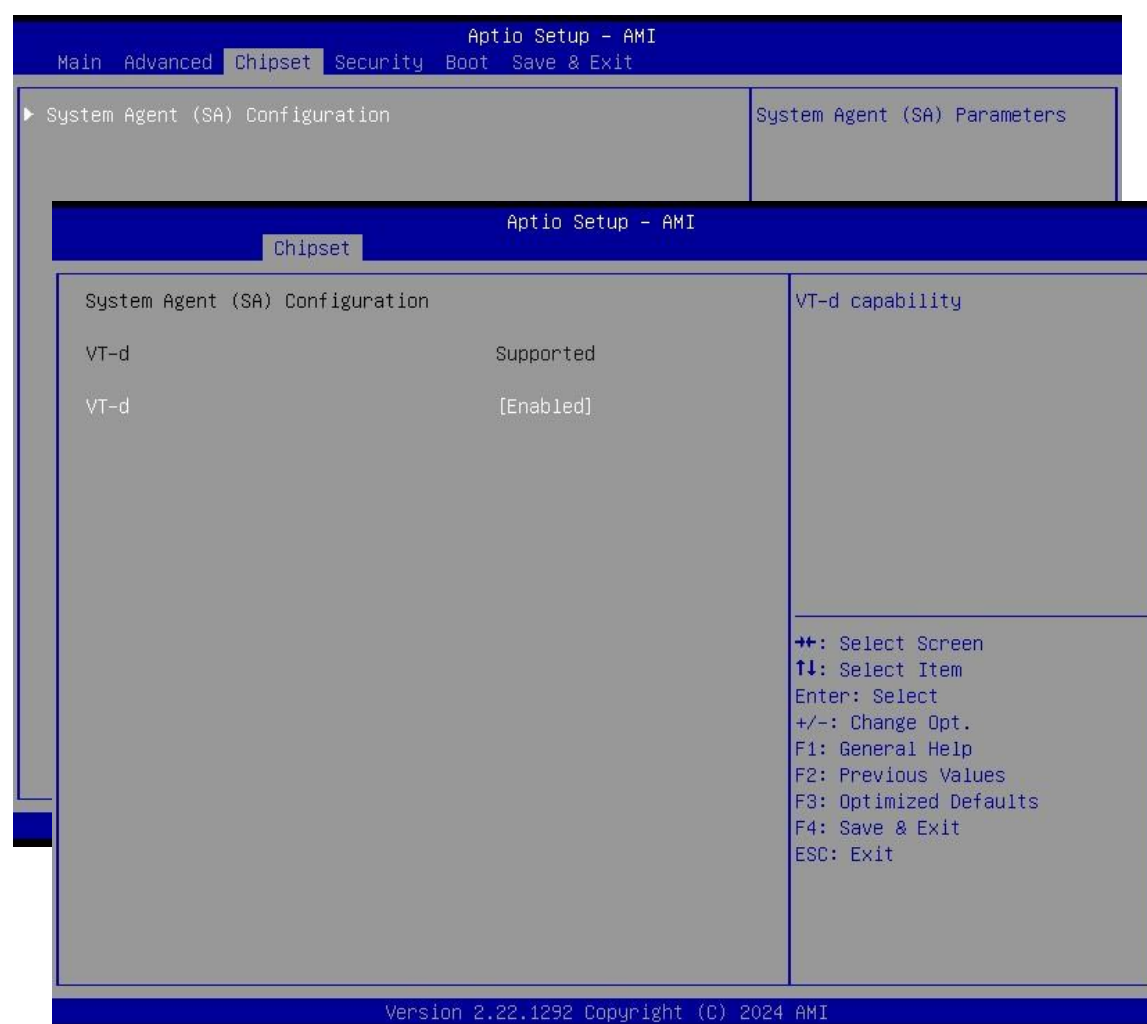 Aptio Setup – AMI
Main Advanced Chipset Security Boot Save & Exit
▶ System Agent (SA) Configuration
System Agent (SA) Parameters
Aptio Setup – AMI
Chipset
System Agent (SA) Configuration
VT-d capability
VT-d Supported
VT-d [Enabled]
→←: Select Screen
↑↓: Select Item
Enter: Select
+/-: Change Opt.
F1: General Help
F2: Previous Values
F3: Optimized Defaults
F4: Save & Exit
ESC: Exit
Version 2.22.1292 Copyright (C) 2024 AMI